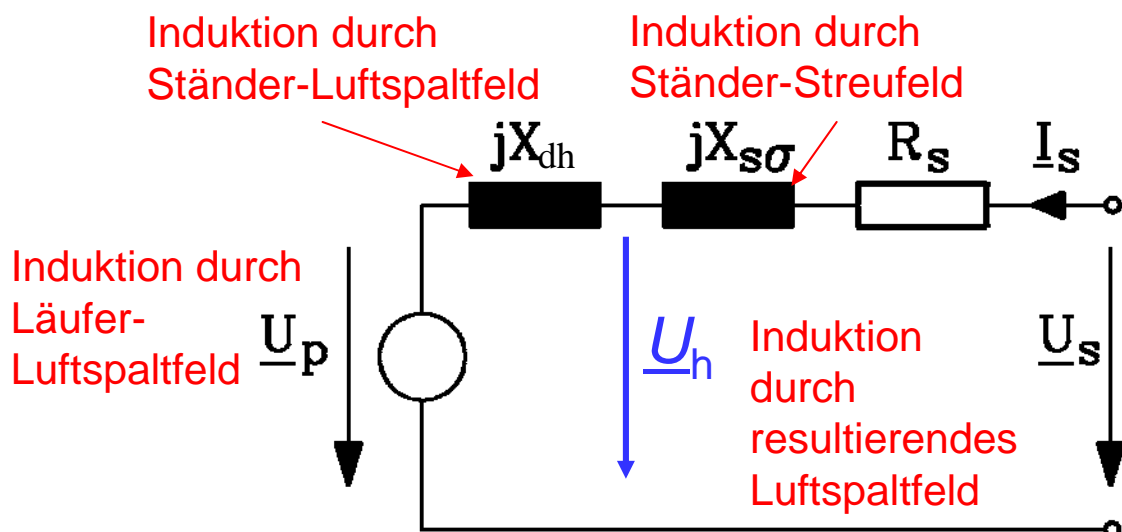 Induktion durch
Ständer-Luftspaltfeld
Induktion durch
Ständer-Streufeld
jX_dh
jX_sσ
R_s
I_s
Induktion durch
Läufer-
Luftspaltfeld
U_p
U_h
Induktion
durch
resultierendes
Luftspaltfeld
U_s